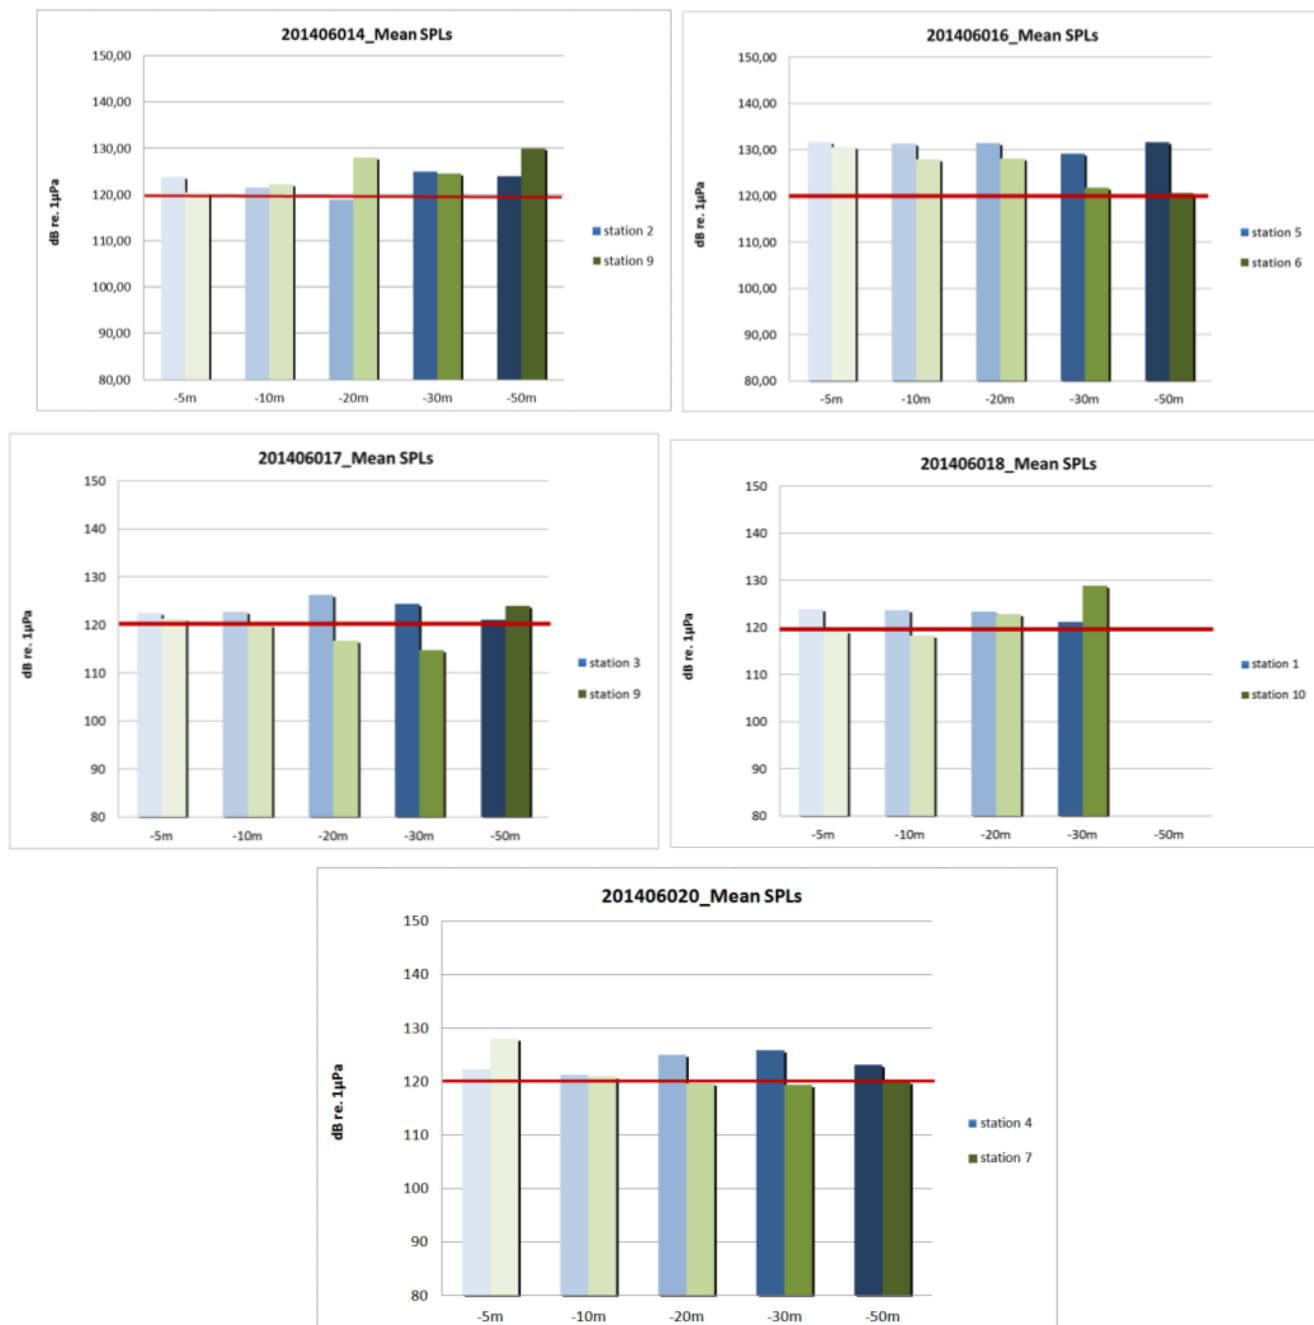 201406014_Mean SPLs
150,00
140,00
130,00
120,00
110,00
100,00
90,00
80,00
dB re. 1µPa
-5m -10m -20m -30m -50m
station 2
station 9
201406016_Mean SPLs
150,00
140,00
130,00
120,00
110,00
100,00
90,00
80,00
dB re. 1µPa
-5m -10m -20m -30m -50m
station 5
station 6
201406017_Mean SPLs
150
140
130
120
110
100
90
80
dB re. 1µPa
-5m -10m -20m -30m -50m
station 3
station 9
201406018_Mean SPLs
150
140
130
120
110
100
90
80
dB re. 1µPa
-5m -10m -20m -30m -50m
station 1
station 10
201406020_Mean SPLs
150
140
130
120
110
100
90
80
dB re. 1µPa
-5m -10m -20m -30m -50m
station 4
station 7